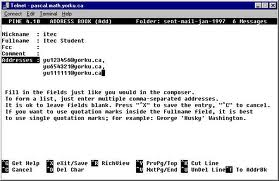 Telnet - pascal.math.yorku.ca
Connect Edit Terminal Help
PINE 4.10 ADDRESS BOOK (Add) Folder: sent-mail-jan-1997 6 Messages
Nickname : itec
Fullname : Itec Student.
Fcc :
Comment :
Addresses : yu123456@yorku.ca,
yu654321@yorku.ca,
yu111111@yorku.ca
Fill in the fields just like you would in the composer.
To form a list, just enter multiple comma-separated addresses.
It is ok to leave fields blank. Press "^X" to save the entry, "^C" to cancel.
If you want to use quotation marks inside the Fullname field, it is best
to use single quotation marks; for example: George 'Husky' Washington.
^G Get Help ^X eXit/Save ^R RichView ^Y PrvPg/Top ^K Cut Line
^C Cancel ^D Del Char ^V NxtPg/End ^U UnDel Line ^T To AddrBk